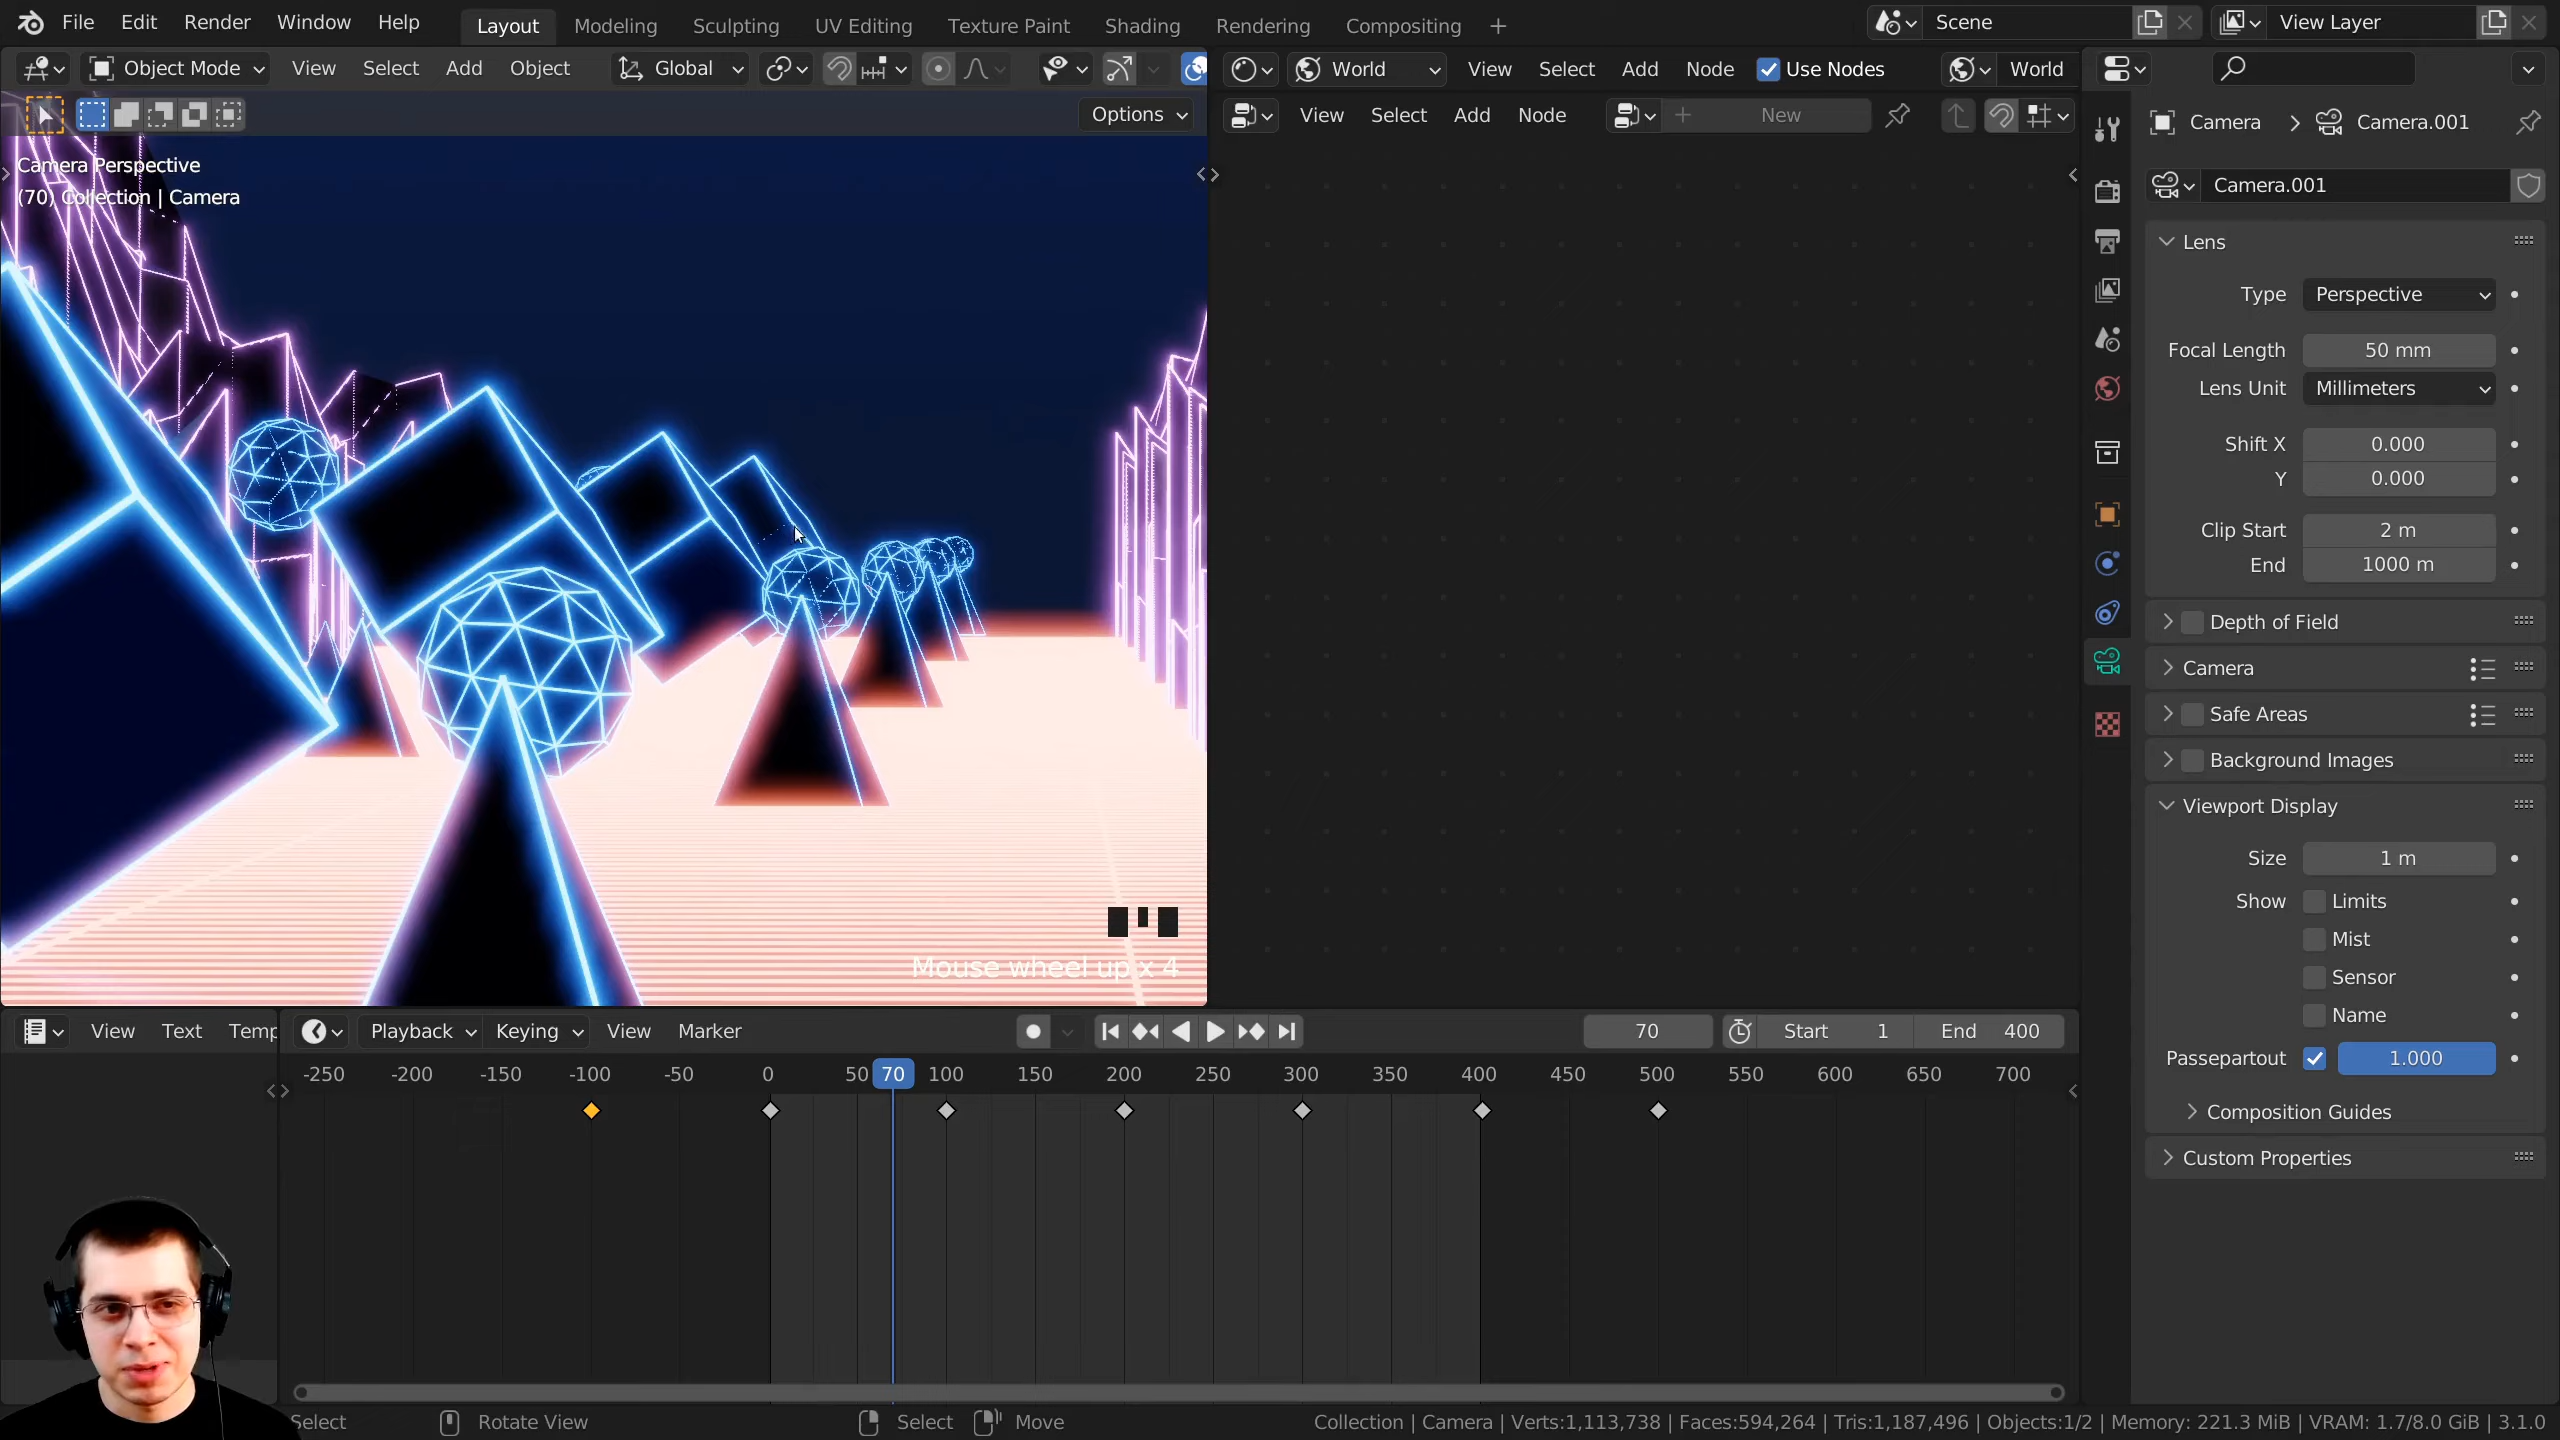 File Edit Render Window Help Layout Modeling Sculpting UV Editing Texture Paint Shading Rendering Compositing + Scene View Layer
Object Mode View Select Add Object Global
World View Select Add Node Use Nodes World
Options
View Select Add Node + New
Camera > Camera.001
Camera Perspective
(70) Collection | Camera
Camera.001
Lens
Type Perspective
Focal Length 50 mm
Lens Unit Millimeters
Shift X 0.000
Y 0.000
Clip Start 2 m
End 1000 m
Depth of Field
Camera
Safe Areas
Background Images
Viewport Display
Size 1 m
Show Limits
Mist
Sensor
Name
Passepartout 1.000
Composition Guides
Custom Properties
Mouse wheel up x 4
View Text Temp
Playback Keying View Marker 70 Start 1 End 400
-250 -200 -150 -100 -50 0 50 70 100 150 200 250 300 350 400 450 500 550 600 650 700
Select Rotate View Select Move
Collection | Camera | Verts:1,113,738 | Faces:594,264 | Tris:1,187,496 | Objects:1/2 | Memory: 221.3 MiB | VRAM: 1.7/8.0 GiB | 3.1.0